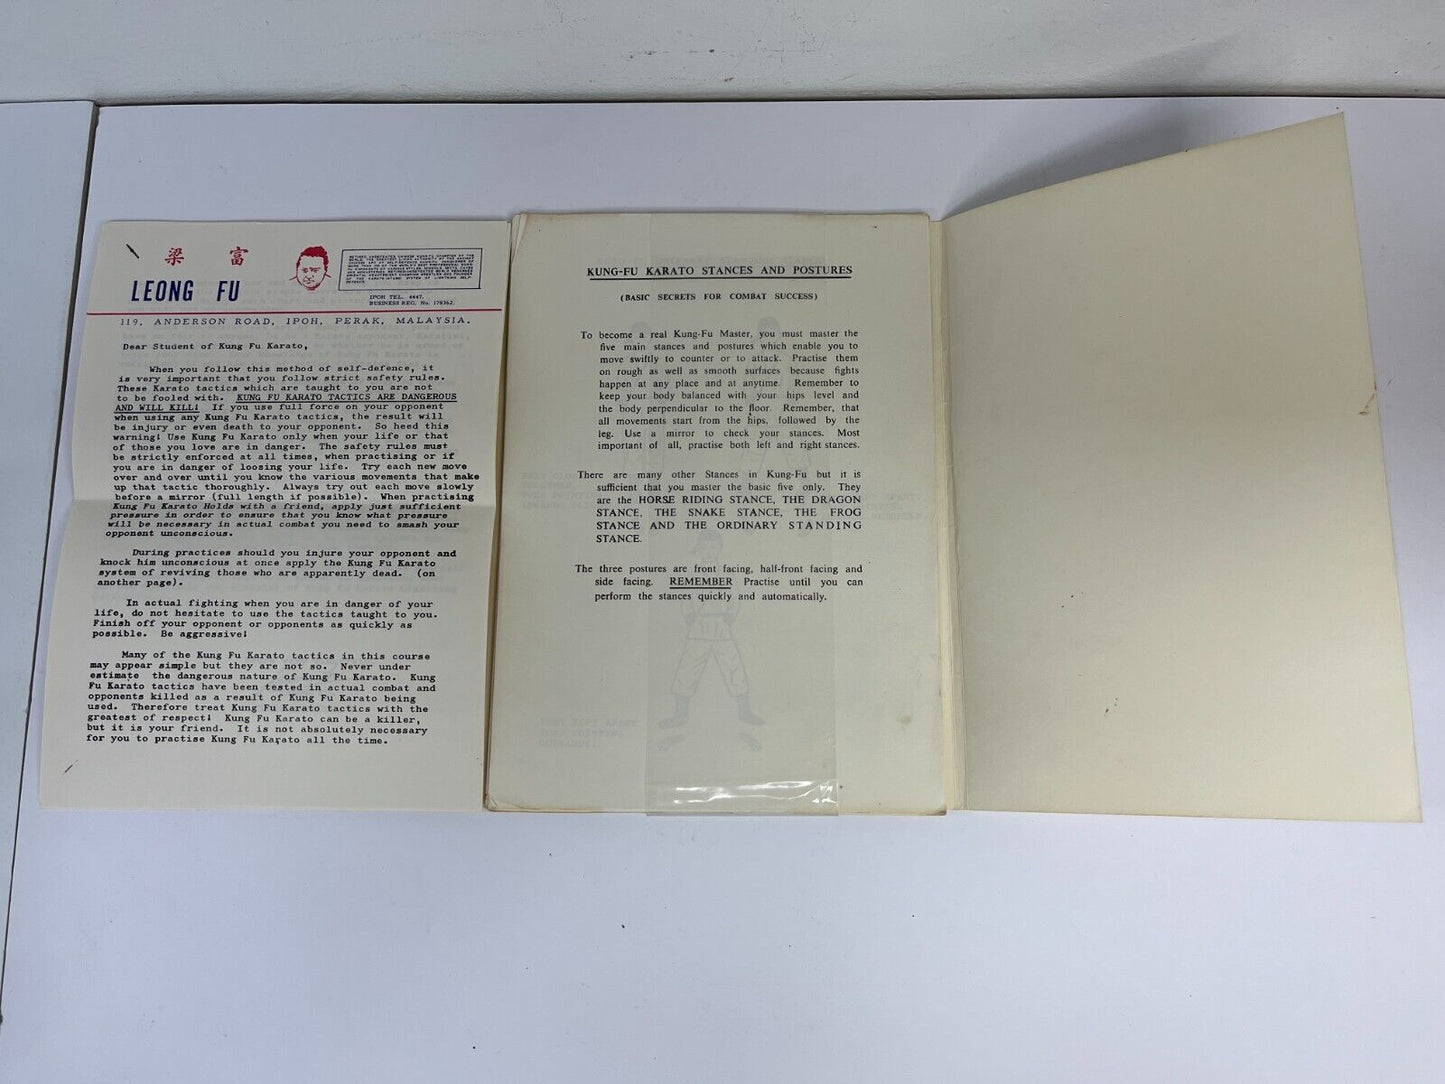 梁 富
LEONG FU
IPOH TEL. 4447.
BUSINESS REG. No. 178362.
119, ANDERSON ROAD, IPOH, PERAK, MALAYSIA.
Dear Student of Kung Fu Karato,
When you follow this method of self-defence, it
is very important that you follow strict safety rules.
These Karato tactics which are taught to you are not
to be fooled with. KUNG FU KARATO TACTICS ARE DANGEROUS
AND WILL KILL! If you use full force on your opponent
when using any Kung Fu Karato tactics, the result will
be injury or even death to your opponent. So heed this
warning! Use Kung Fu Karato only when your life or that
of those you love are in danger. The safety rules must
be strictly enforced at all times, when practising or if
you are in danger of loosing your life. Try each new move
over and over until you know the various movements that make
up that tactic thoroughly. Always try out each move slowly
before a mirror (full length if possible). When practising
Kung Fu Karato Holds with a friend, apply just sufficient
pressure in order to ensure that you know what pressure
will be necessary in actual combat you need to smash your
opponent unconscious.
During practices should you injure your opponent and
knock him unconscious at once apply the Kung Fu Karato
system of reviving those who are apparently dead. (on
another page).
In actual fighting when you are in danger of your
life, do not hesitate to use the tactics taught to you.
Finish off your opponent or opponents as quickly as
possible. Be aggressive!
Many of the Kung Fu Karato tactics in this course
may appear simple but they are not so. Never under
estimate the dangerous nature of Kung Fu Karato. Kung
Fu Karato tactics have been tested in actual combat and
opponents killed as a result of Kung Fu Karato being
used. Therefore treat Kung Fu Karato tactics with the
greatest of respect! Kung Fu Karato can be a killer,
but it is your friend. It is not absolutely necessary
for you to practise Kung Fu Karato all the time.
KUNG-FU KARATO STANCES AND POSTURES
(BASIC SECRETS FOR COMBAT SUCCESS)
To become a real Kung-Fu Master, you must master the
five main stances and postures which enable you to
move swiftly to counter or to attack. Practise them
on rough as well as smooth surfaces because fights
happen at any place and at anytime. Remember to
keep your body balanced with your hips level and
the body perpendicular to the floor. Remember, that
all movements start from the hips, followed by the
leg. Use a mirror to check your stances. Most
important of all, practise both left and right stances.
There are many other Stances in Kung-Fu but it is
sufficient that you master the basic five only. They
are the HORSE RIDING STANCE, THE DRAGON
STANCE, THE SNAKE STANCE, THE FROG
STANCE AND THE ORDINARY STANDING
STANCE.
The three postures are front facing, half-front facing and
side facing. REMEMBER Practise until you can
perform the stances quickly and automatically.